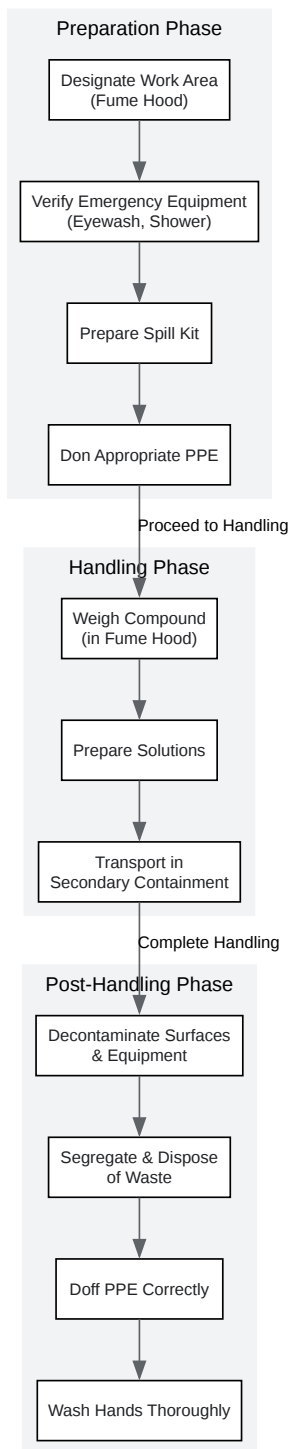 Preparation Phase
Designate Work Area
(Fume Hood)
Verify Emergency Equipment
(Eyewash, Shower)
Prepare Spill Kit
Don Appropriate PPE
Proceed to Handling
Handling Phase
Weigh Compound
(in Fume Hood)
Prepare Solutions
Transport in
Secondary Containment
Complete Handling
Post-Handling Phase
Decontaminate Surfaces
& Equipment
Segregate & Dispose
of Waste
Doff PPE Correctly
Wash Hands Thoroughly